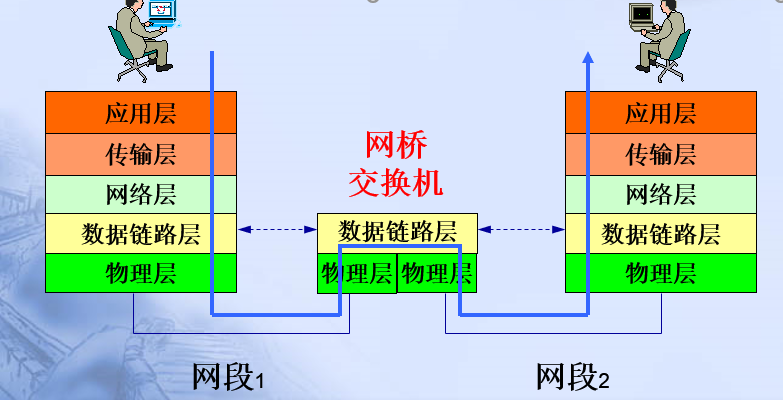 应用层
传输层
网络层
数据链路层
物理层
网桥
交换机
数据链路层
物理层 物理层
应用层
传输层
网络层
数据链路层
物理层
网段1
网段2